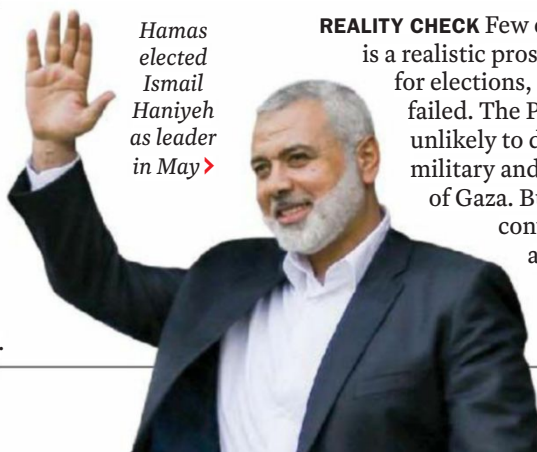 Hamas
elected
Ismail
Haniyeh
as leader
in May >
REALITY CHECK Few
is a realistic pros
for elections,
failed. The P
unlikely to d
military and
of Gaza. Bu
con
a